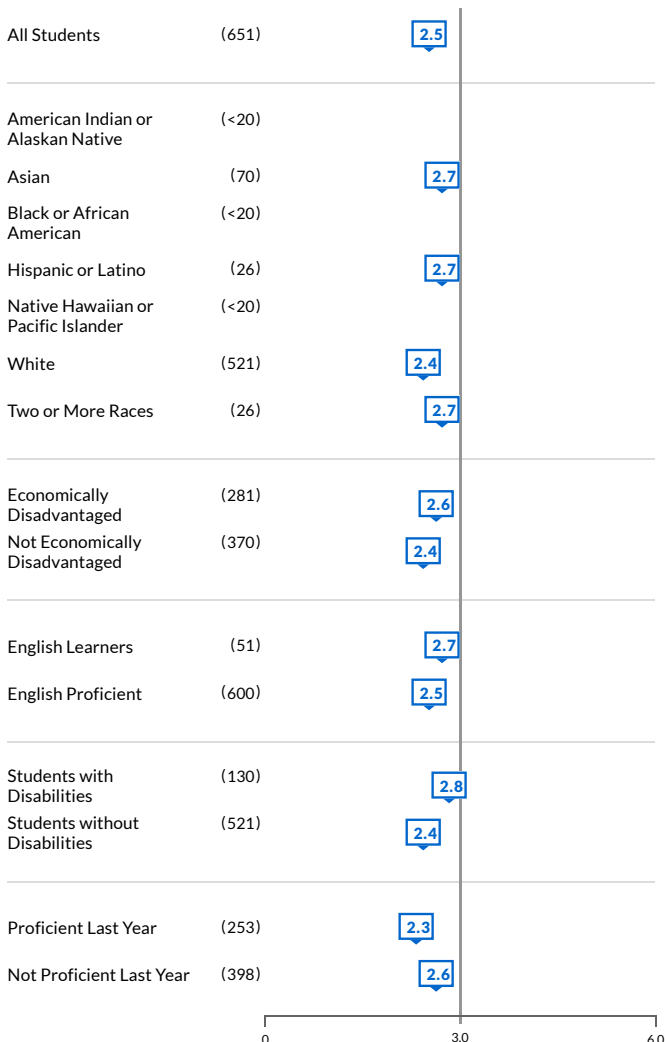 All Students (651) 2.5
American Indian or (<20)
Alaskan Native
Asian (70) 2.7
Black or African (<20)
American
Hispanic or Latino (26) 2.7
Native Hawaiian or (<20)
Pacific Islander
White (521) 2.4
Two or More Races (26) 2.7
Economically (281) 2.6
Disadvantaged
Not Economically (370) 2.4
Disadvantaged
English Learners (51) 2.7
English Proficient (600) 2.5
Students with (130) 2.8
Disabilities
Students without (521) 2.4
Disabilities
Proficient Last Year (253) 2.3
Not Proficient Last Year (398) 2.6
0 3.0 6.0